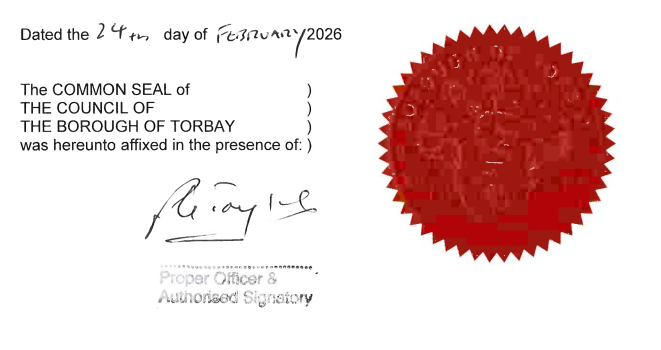 Dated the 24th day of FEBRUARY 2026
The COMMON SEAL of )
THE COUNCIL OF )
THE BOROUGH OF TORBAY )
was hereunto affixed in the presence of: )
Proper Officer &
Authorised Signatory